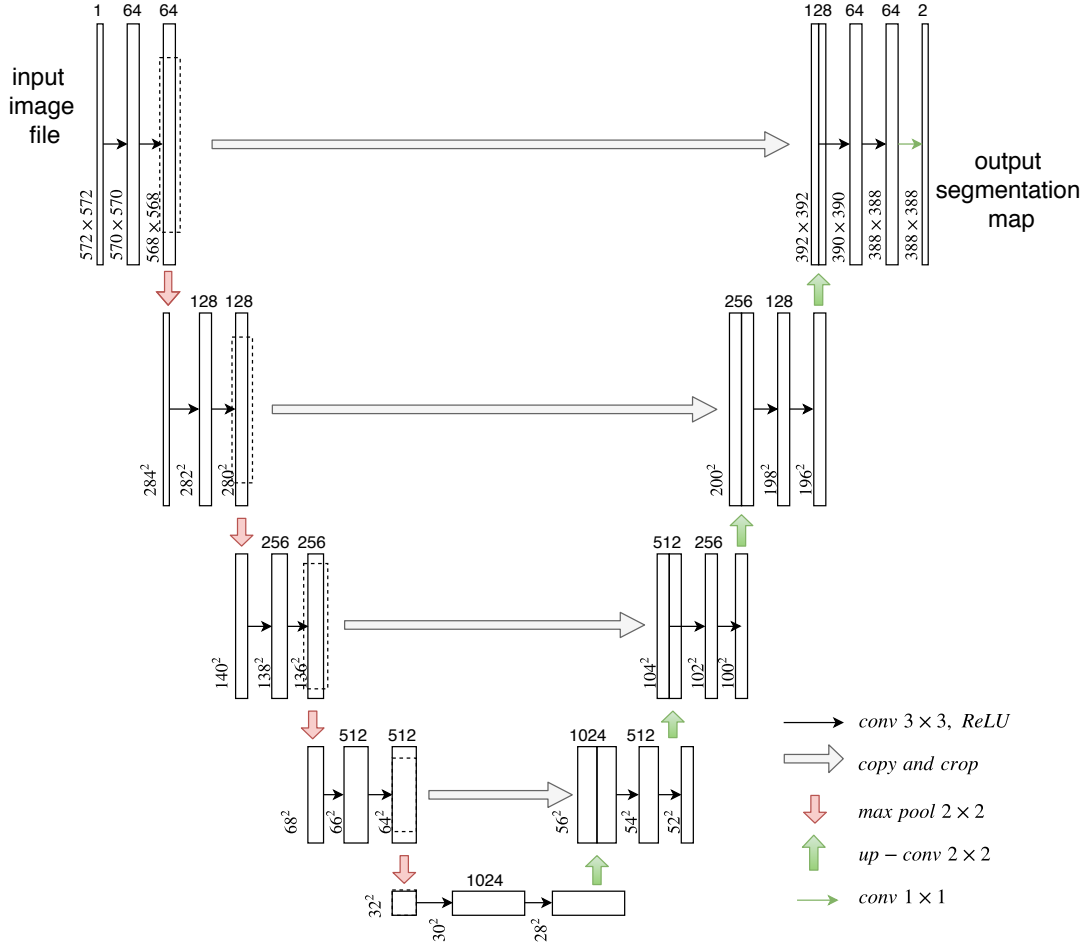 1
64
64
128
64
64
2
input
image
file
output
segmentation
map
572 × 572
570 × 570
568 × 568
392 × 392
390 × 390
388 × 388
388 × 388
128
128
256
128
284²
282²
280²
200²
198²
196²
256
256
512
256
140²
138²
136²
104²
102²
100²
512
512
1024
512
68²
66²
64²
56²
54²
52²
1024
32²
30²
28²
conv 3 × 3, ReLU
copy and crop
max pool 2 × 2
up − conv 2 × 2
conv 1 × 1